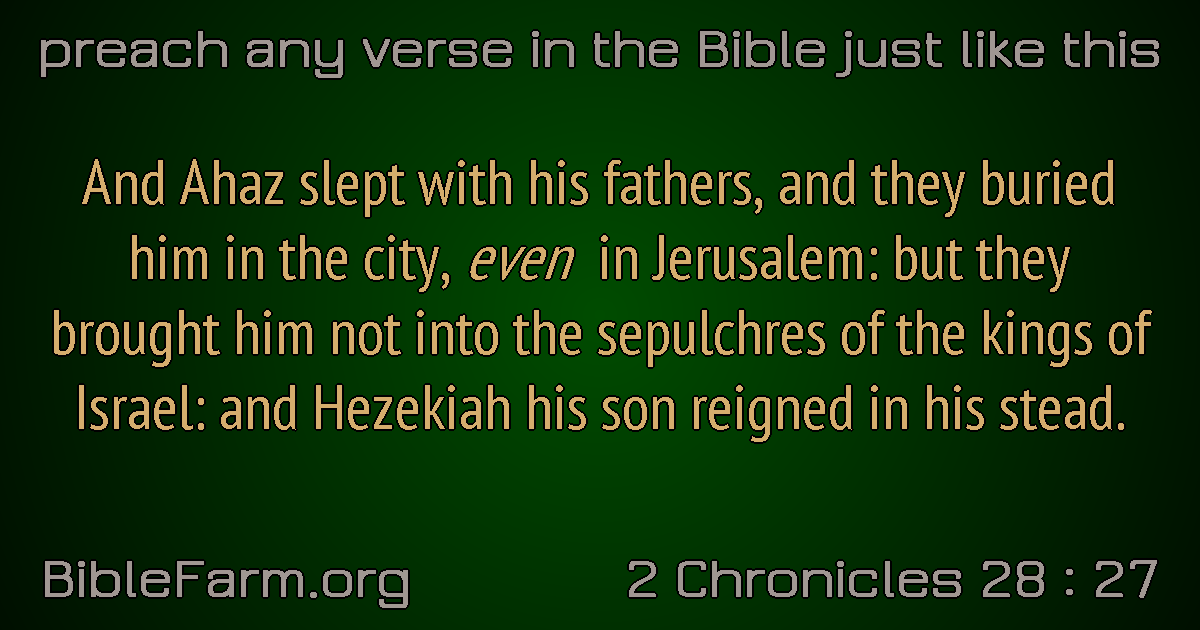 preach any verse in the Bible just like this
And Ahaz slept with his fathers, and they buried
him in the city, even in Jerusalem: but they
brought him not into the sepulchres of the kings of
Israel: and Hezekiah his son reigned in his stead.
BibleFarm.org 2 Chronicles 28 : 27